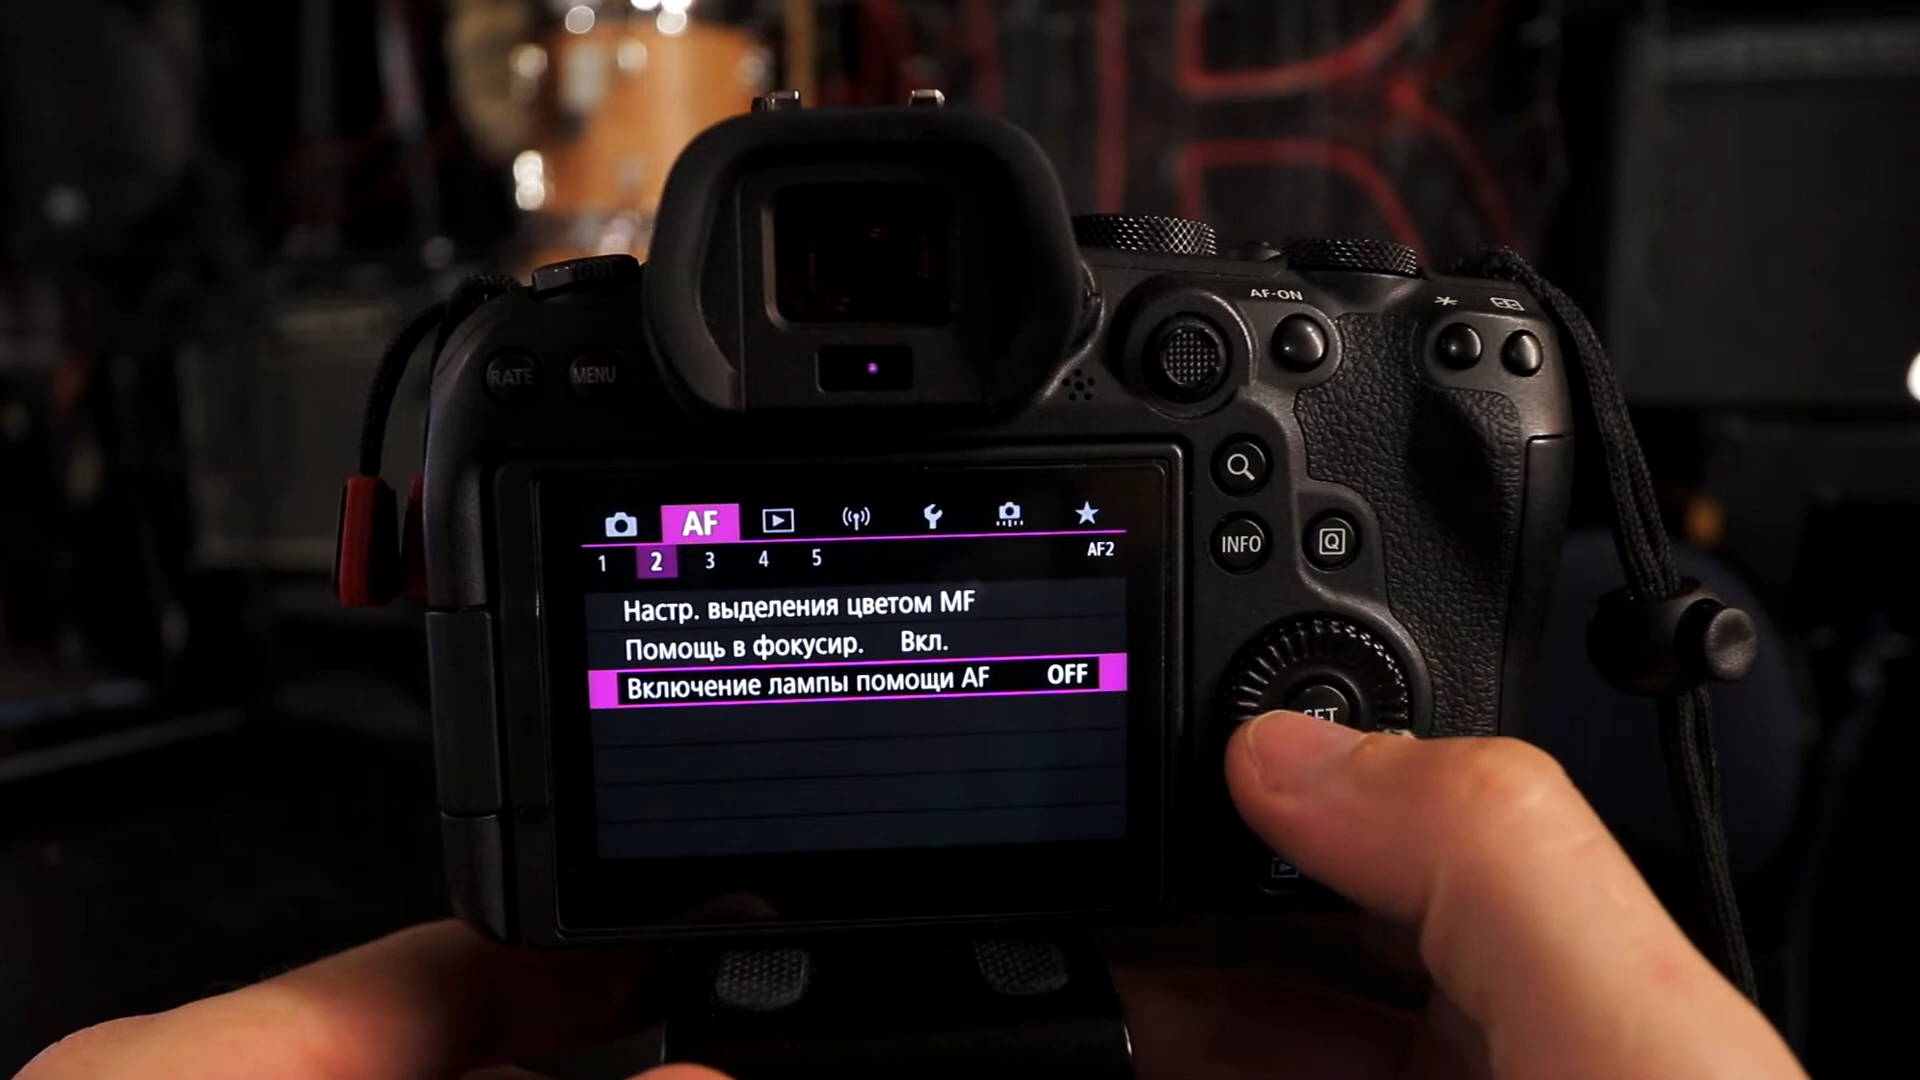 AF-ON
RATE MENU
AF
1 2 3 4 5 AF2
Настр. выделения цветом MF
Помощь в фокусир. Вкл.
Включение лампы помощи AF OFF
INFO Q
SET